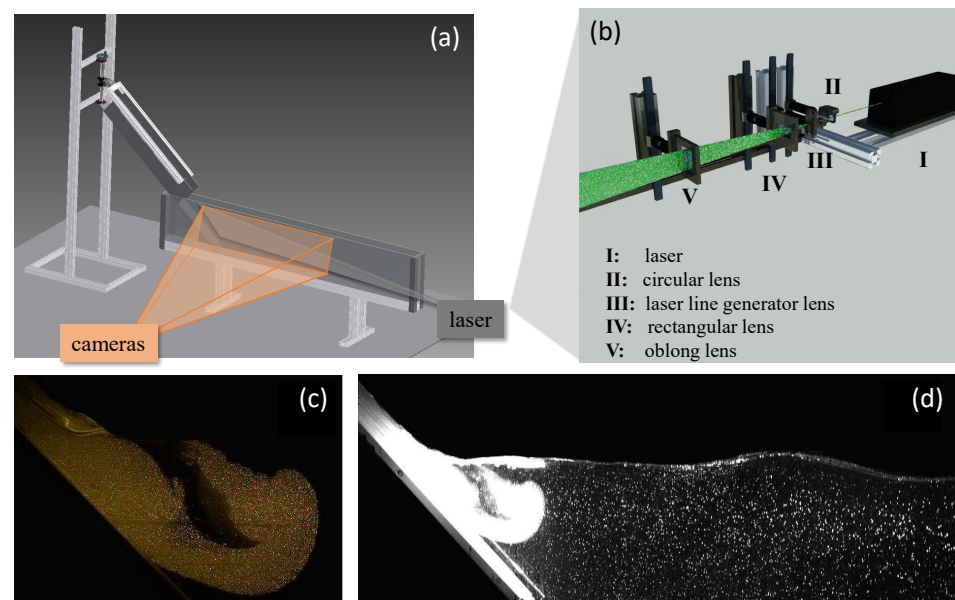 (a)
cameras
laser
(b)
II
I
III
IV
V
I: laser
II: circular lens
III: laser line generator lens
IV: rectangular lens
V: oblong lens
(c)
(d)